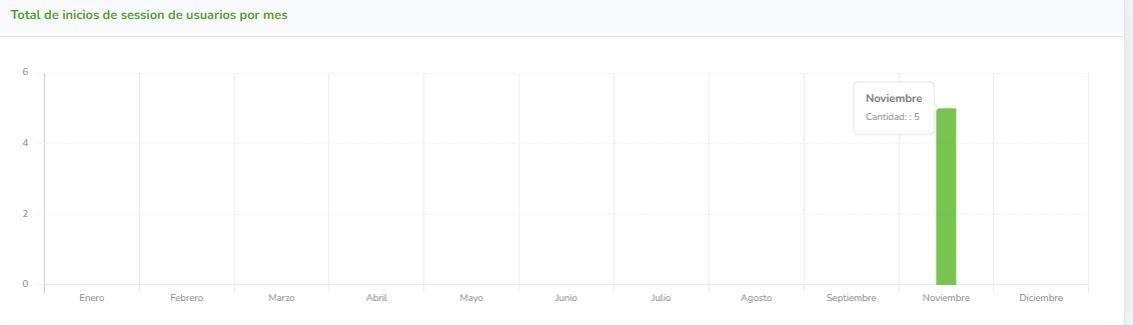 Total de inicios de session de usuarios por mes
6
Noviembre
Cantidad: : 5
4
2
0
Enero Febrero Marzo Abril Mayo Junio Julio Agosto Septiembre Noviembre Diciembre